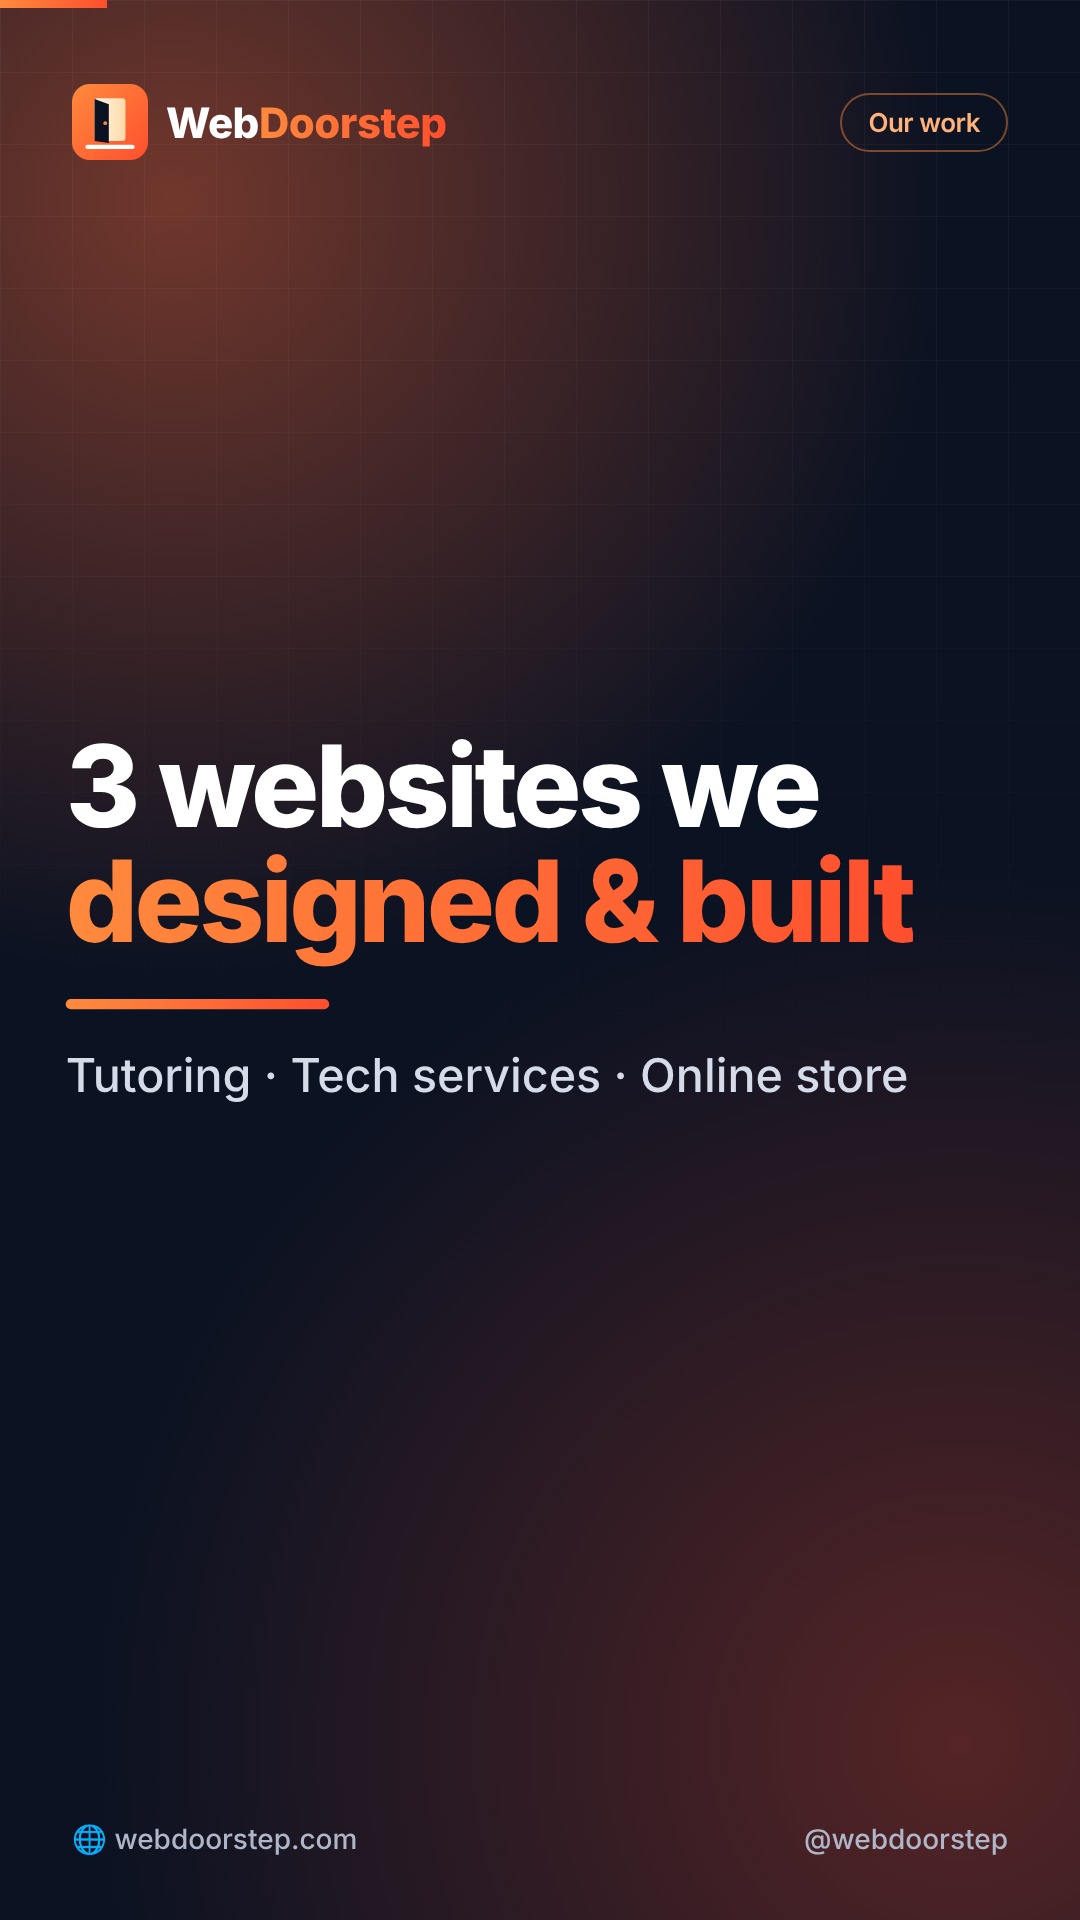 WebDoorstep
Our work
3 websites we
designed & built
Tutoring · Tech services · Online store
webdoorstep.com
@webdoorstep